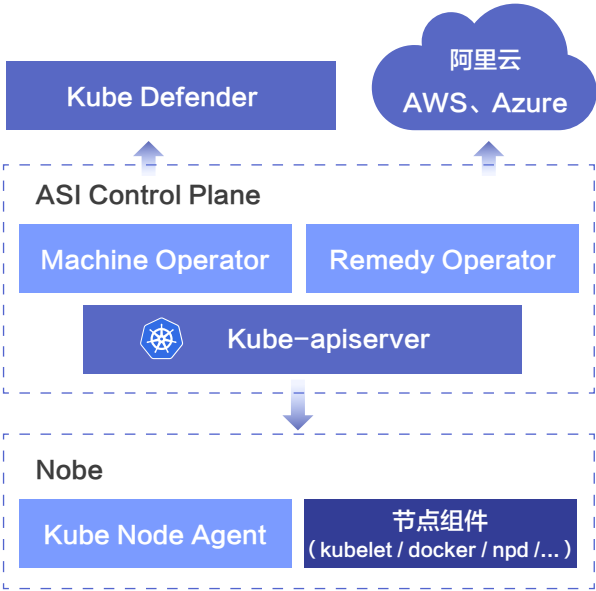 阿里云
Kube Defender
AWS、Azure
ASI Control Plane
Machine Operator
Remedy Operator
Kube-apiserver
Nobe
Kube Node Agent
节点组件
(kubelet / docker / npd /...)